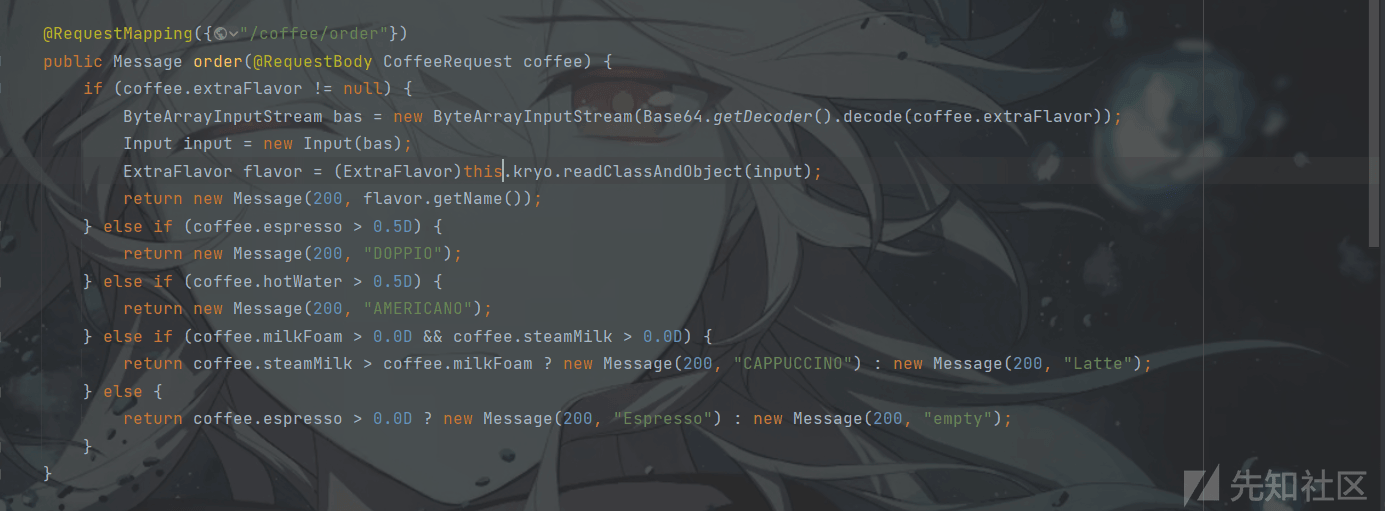 @RequestMapping({"/coffee/order"})
public Message order(@RequestBody CoffeeRequest coffee) {
if (coffee.extraFlavor != null) {
ByteArrayInputStream bas = new ByteArrayInputStream(Base64.getDecoder().decode(coffee.extraFlavor));
Input input = new Input(bas);
ExtraFlavor flavor = (ExtraFlavor)this.kryo.readClassAndObject(input);
return new Message(200, flavor.getName());
} else if (coffee.espresso > 0.5D) {
return new Message(200, "DOPPIO");
} else if (coffee.hotWater > 0.5D) {
return new Message(200, "AMERICANO");
} else if (coffee.milkFoam > 0.0D && coffee.steamMilk > 0.0D) {
return coffee.steamMilk > coffee.milkFoam ? new Message(200, "CAPPUCCINO") : new Message(200, "Latte");
} else {
return coffee.espresso > 0.0D ? new Message(200, "Espresso") : new Message(200, "empty");
}
}
先知社区